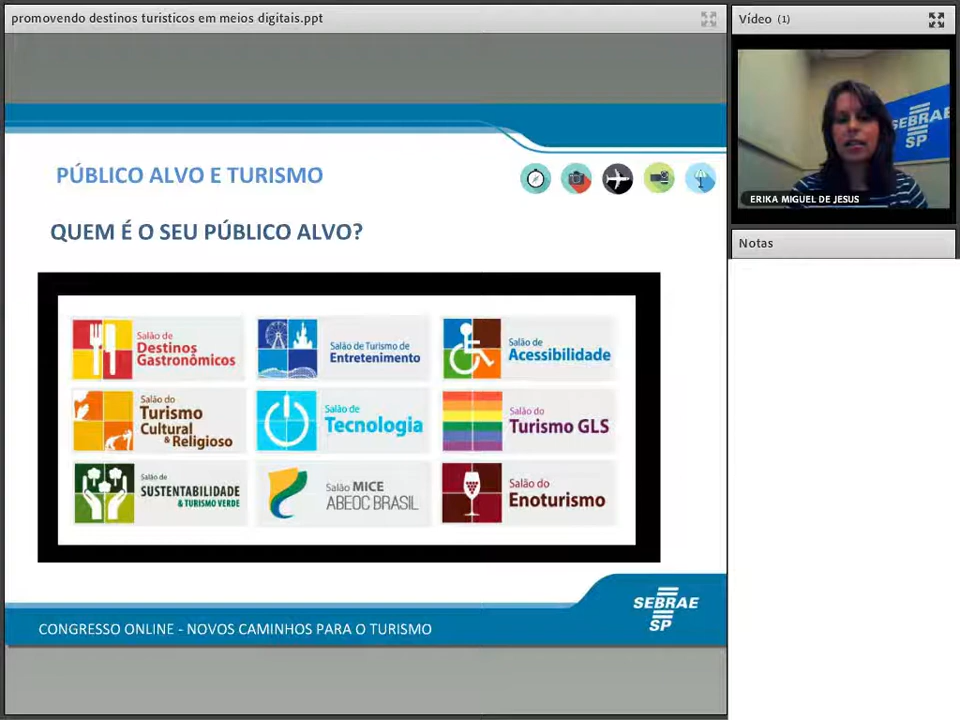 promovendo destinos turisticos em meios digitais.ppt
Vídeo (1)
SEBRAE
SP
ERIKA MIGUEL DE JESUS
Notas
PÚBLICO ALVO E TURISMO
QUEM É O SEU PÚBLICO ALVO?
Salão de
Destinos
Gastronômicos
Salão de Turismo de
Entretenimento
Salão de
Acessibilidade
Salão do
Turismo
Cultural
& Religioso
Salão de
Tecnologia
Salão do
Turismo GLS
Salão de
SUSTENTABILIDADE
& TURISMO VERDE
Salão MICE
ABEOC BRASIL
Salão do
Enoturismo
SEBRAE
SP
CONGRESSO ONLINE - NOVOS CAMINHOS PARA O TURISMO